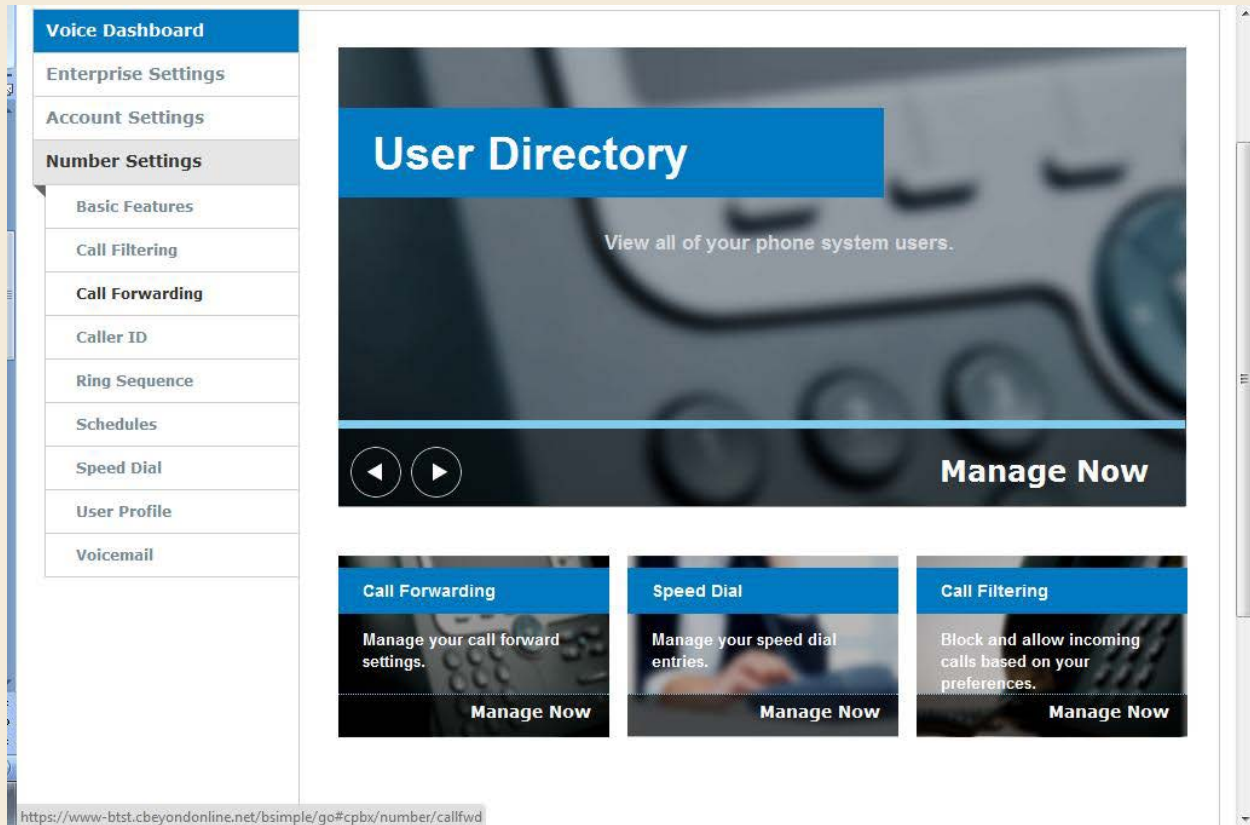 Voice Dashboard
Enterprise Settings
Account Settings
Number Settings
Basic Features
Call Filtering
Call Forwarding
Caller ID
Ring Sequence
Schedules
Speed Dial
User Profile
Voicemail
User Directory
View all of your phone system users.
Manage Now
Call Forwarding
Manage your call forward
settings.
Manage Now
Speed Dial
Manage your speed dial
entries.
Manage Now
Call Filtering
Block and allow incoming
calls based on your
preferences.
Manage Now
https://www-btst.cbeyondonline.net/bsimple/go#cpbx/number/callfwd